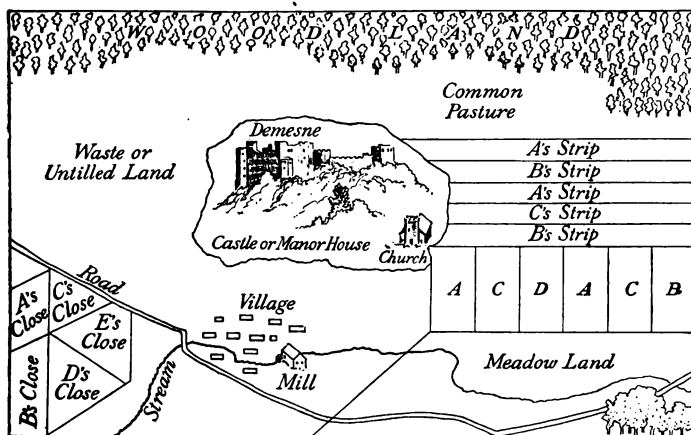 WOODLAND
Common
Pasture
Demesne
Waste or
Untilled Land
A's Strip
B's Strip
A's Strip
C's Strip
B's Strip
Castle or Manor House
Church
Road
A's
Close
C's
Close
E's
Close
D's
Close
B's Close
Village
A C D A C B
Mill
Meadow Land
Stream